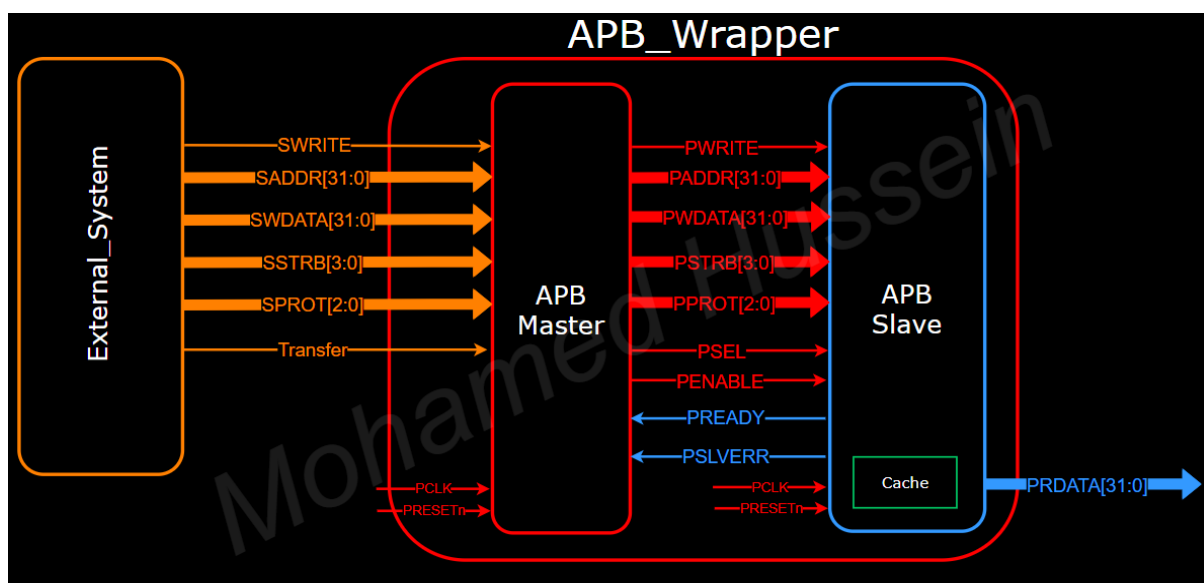 APB_Wrapper
External_System
SWRITE
SADDR[31:0]
SWDATA[31:0]
SSTRB[3:0]
SPROT[2:0]
Transfer
PCLK
PRESETn
APB
Master
PWRITE
PADDR[31:0]
PWDATA[31:0]
PSTRB[3:0]
PPROT[2:0]
PSEL
PENABLE
PREADY
PSLVERR
PCLK
PRESETn
APB
Slave
Cache
PRDATA[31:0]
Mohamed Hussein